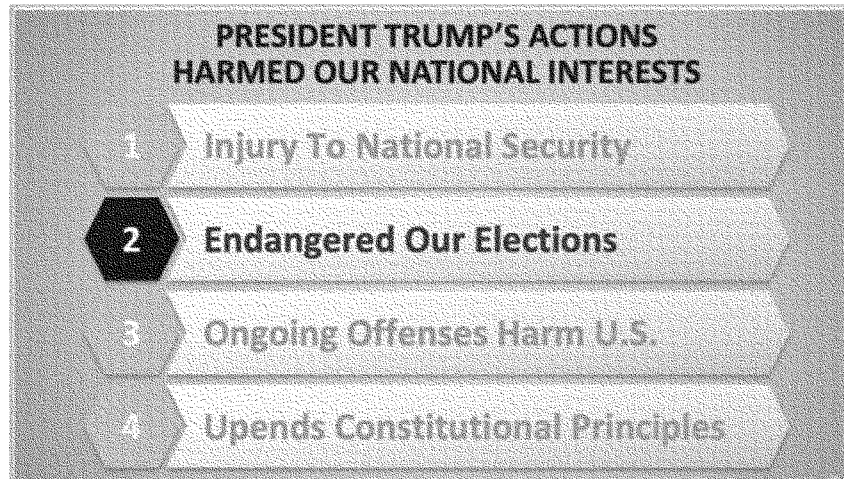 PRESIDENT TRUMP'S ACTIONS
HARMED OUR NATIONAL INTERESTS
1 Injury To National Security
2 Endangered Our Elections
3 Ongoing Offenses Harm U.S.
4 Upends Constitutional Principles